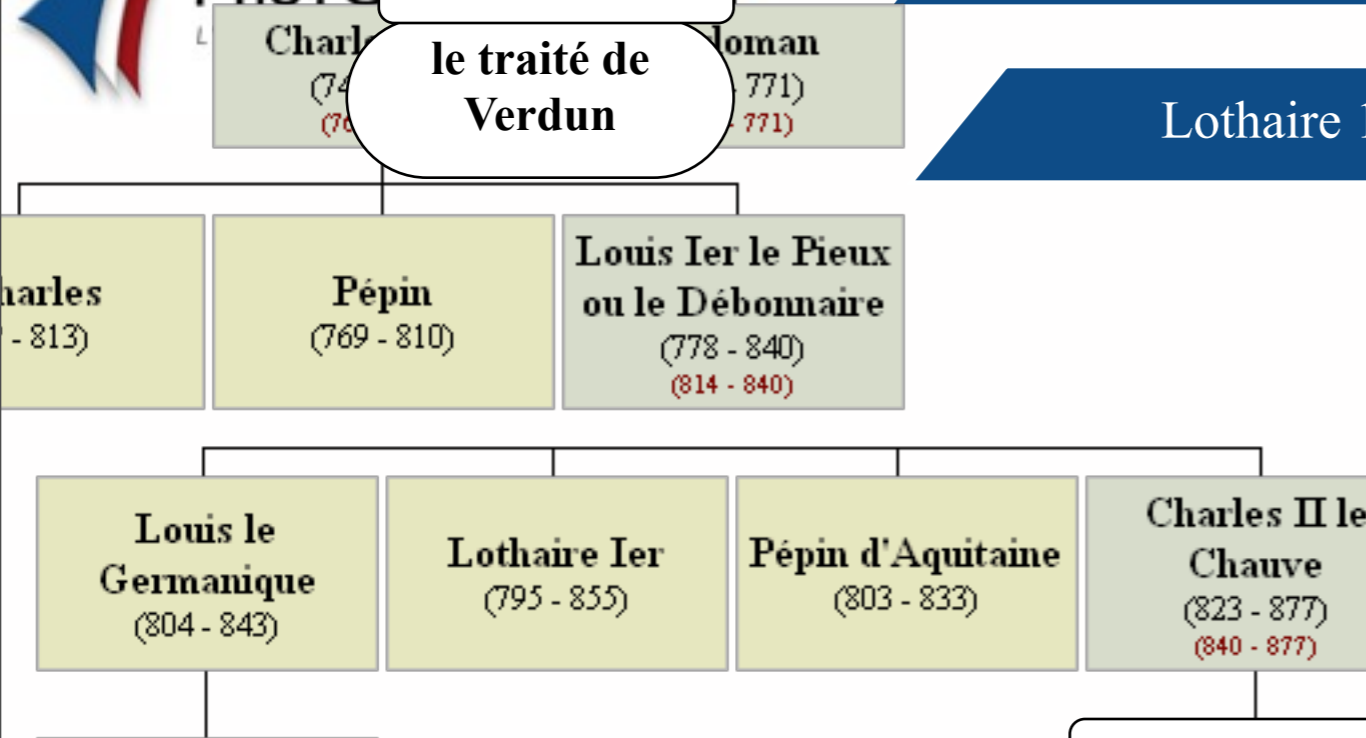 le traité de
Verdun
771)
771)
Lothaire
- 813)
Pépin
(769 - 810)
Louis Ier le Pieux
ou le Débonnaire
(778 - 840)
(814 - 840)
Louis le
Germanique
(804 - 843)
Lothaire Ier
(795 - 855)
Pépin d'Aquitaine
(803 - 833)
Charles II le
Chauve
(823 - 877)
(840 - 877)